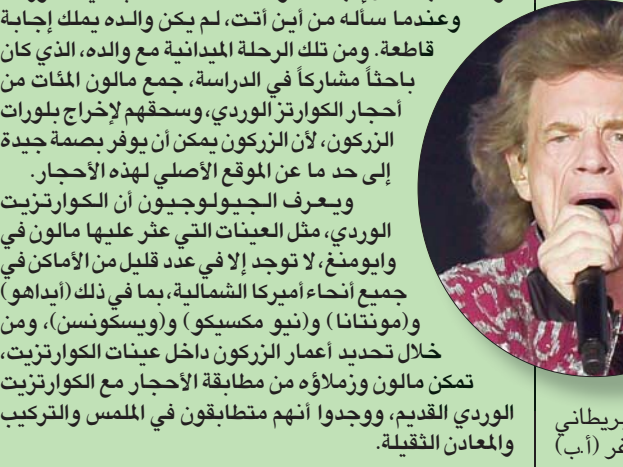 وعندما سأله من أين أتت، لم يكن والده يملك إجابة
قاطعة. ومن تلك الرحلة الميدانية مع والده، الذي كان
باحثاً مشاركاً في الدراسة، جمع مالون المئات من
أحجار الكوارتز الوردي، وسحقهم لإخراج بلورات
الزركون، لأن الزركون يمكن أن يوفر بصمة جيدة
إلى حد ما عن الموقع الأصلي لهذه الأحجار.
ويعرف الجيولوجيون أن الكوارتزيت
الوردي، مثل العينات التي عثر عليها مالون في
وايومنغ، لا توجد إلا في عدد قليل من الأماكن في
جميع أنحاء أميركا الشمالية، بما في ذلك (أيداهو)
و(مونتانا) و(نيو مكسيكو) و(ويسكونسن)، ومن
خلال تحديد أعمار الزركون داخل عينات الكوارتزيت،
تمكن مالون وزملاؤه من مطابقة الأحجار مع الكوارتزيت
الوردي القديم، ووجدوا أنهم متطابقون في الملمس والتركيب
والمعادن الثقيلة.
بريطاني
فر (أ.ب)